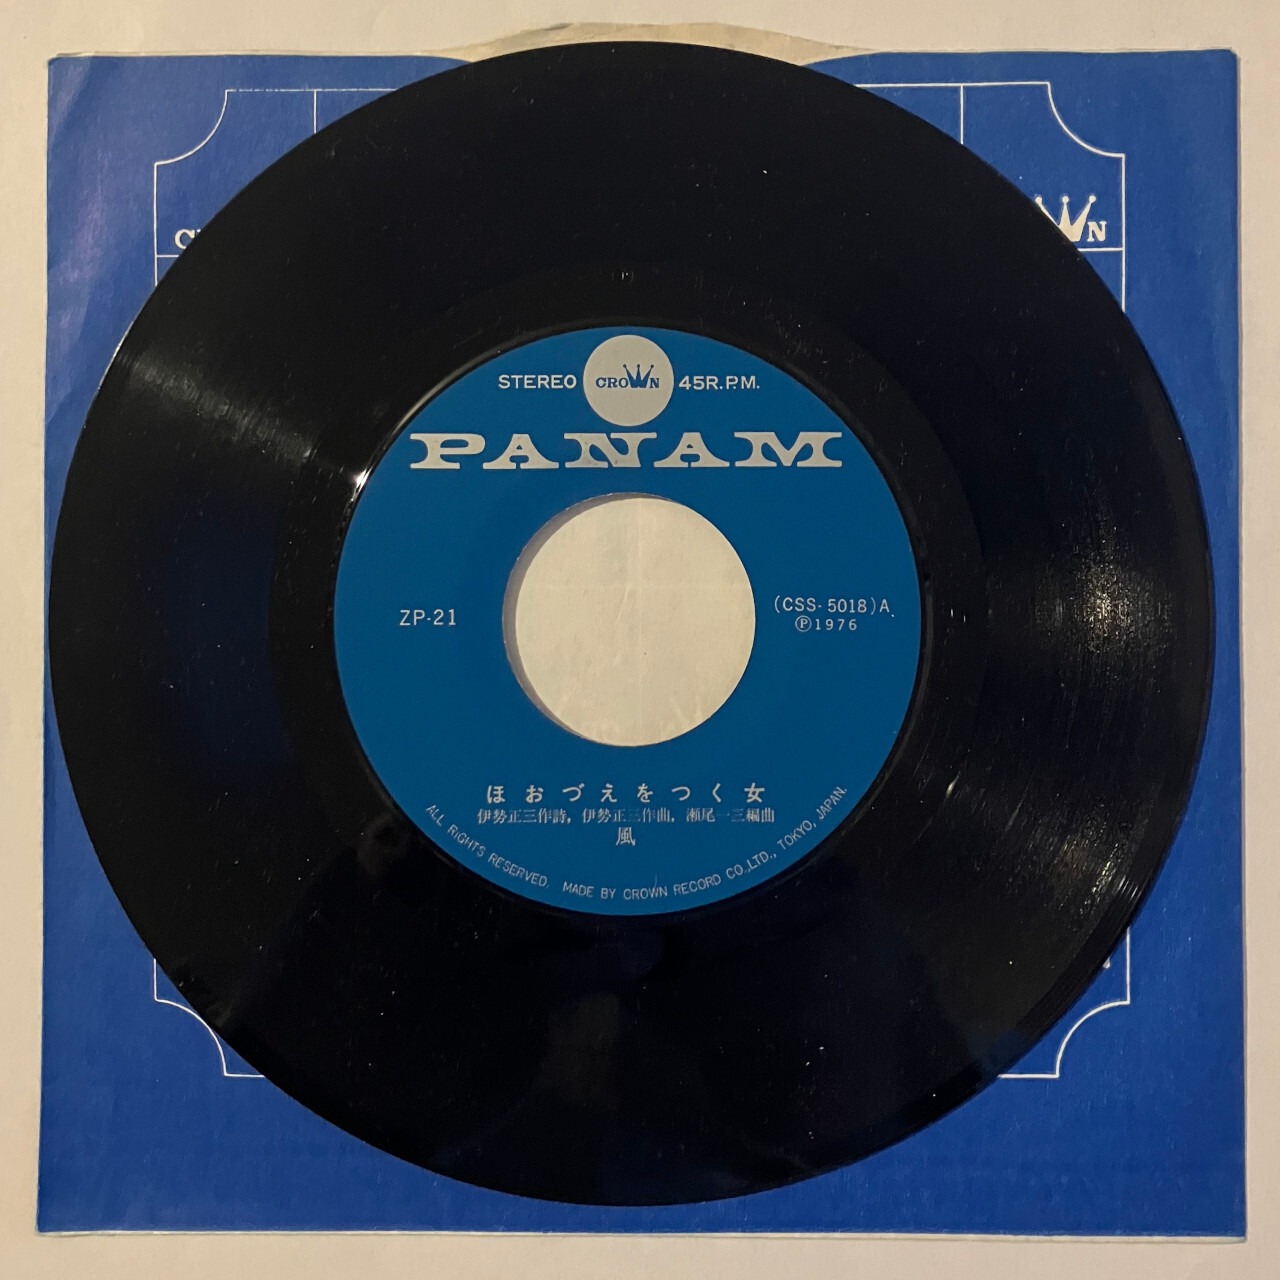 STEREO CROWN 45R.P.M.
PANAM
ZP-21
(CSS-5018)A
Ⓟ1976
ほおづえをつく女
伊勢正三作詩, 伊勢正三作曲, 瀬尾一三編曲
風
ALL RIGHTS RESERVED. MADE BY CROWN RECORD CO.,LTD., TOKYO, JAPAN.